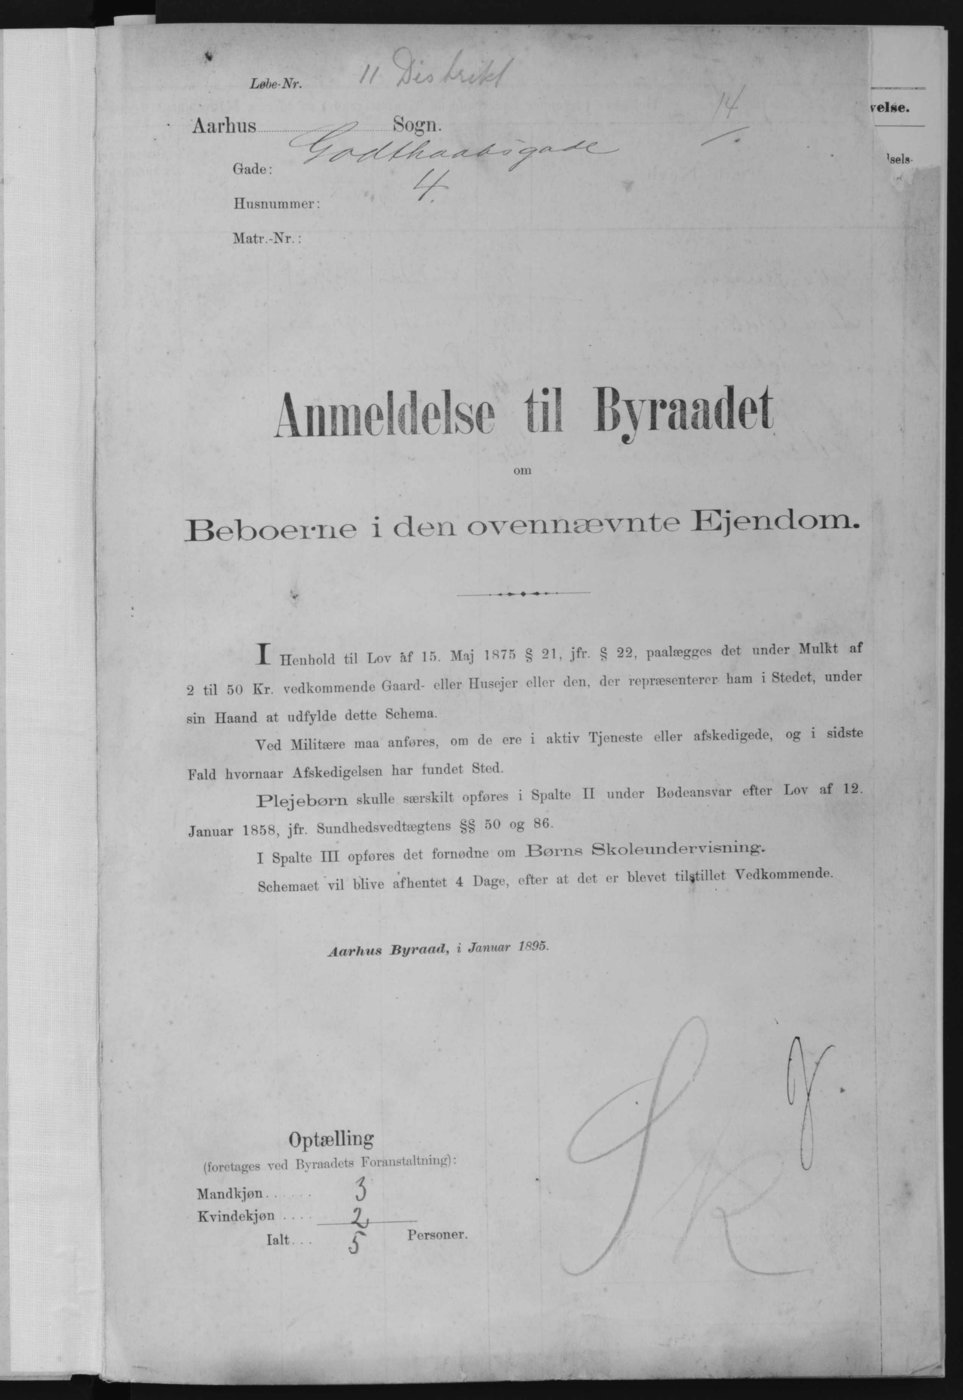 Løbe-Nr. 11 Distrikt
14
Aarhus Sogn.
Gade: Godthaabsgade
Husnummer: 4.
Matr.-Nr.:
velse.
lsels-
Anmeldelse til Byraadet
om
Beboerne i den ovennævnte Ejendom.
I Henhold til Lov af 15. Maj 1875 § 21, jfr. § 22, paalægges det under Mulkt af
2 til 50 Kr. vedkommende Gaard- eller Husejer eller den, der repræsenterer ham i Stedet, under
sin Haand at udfylde dette Schema.
Ved Militære maa anføres, om de ere i aktiv Tjeneste eller afskedigede, og i sidste
Fald hvornaar Afskedigelsen har fundet Sted.
Plejebørn skulle særskilt opføres i Spalte II under Bødeansvar efter Lov af 12.
Januar 1858, jfr. Sundhedsvedtægtens §§ 50 og 86.
I Spalte III opføres det fornødne om Børns Skoleundervisning.
Schemaet vil blive afhentet 4 Dage, efter at det er blevet tilstillet Vedkommende.
Aarhus Byraad, i Januar 1895.
Optælling
(foretages ved Byraadets Foranstaltning):
Mandkjøn...... 3
Kvindekjøn .... 2
Ialt... 5 Personer.